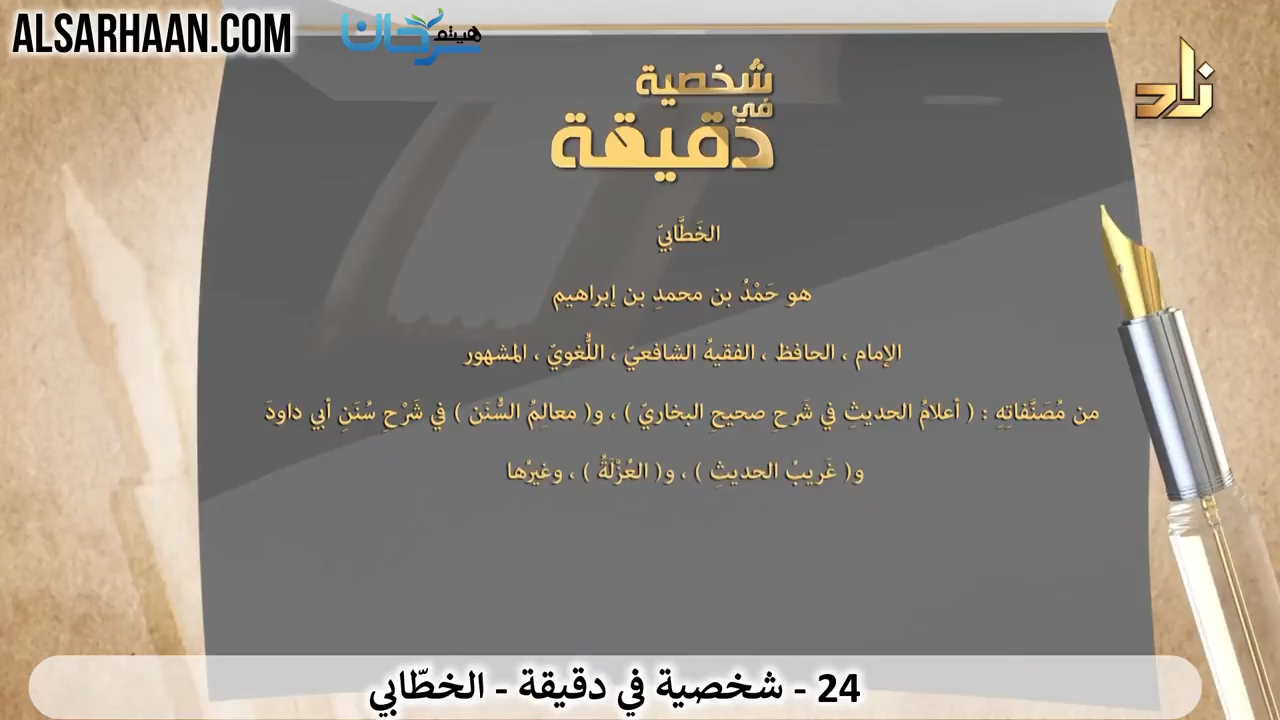 ALSARHAAN.COM
هيثم
سرحان
زاد
شخصية
في
دقيقة
الخَطَّابيّ
هو حَمْدُ بن محمدِ بن إبراهيم
الإمام ، الحافظ ، الفقيهُ الشافعيّ ، اللُّغويّ ، المشهور
من مُصَنَّفاتِهِ : ( أعلامُ الحديثِ في شَرحِ صحيحِ البخاريّ ) ، و( معالِمُ السُّنَن ) في شَرْحِ سُنَنِ أبي داودَ
و( غَريبُ الحديثِ ) ، و( العُزْلَةُ ) ، وغيرُها
24 - شخصية في دقيقة - الخطّابي